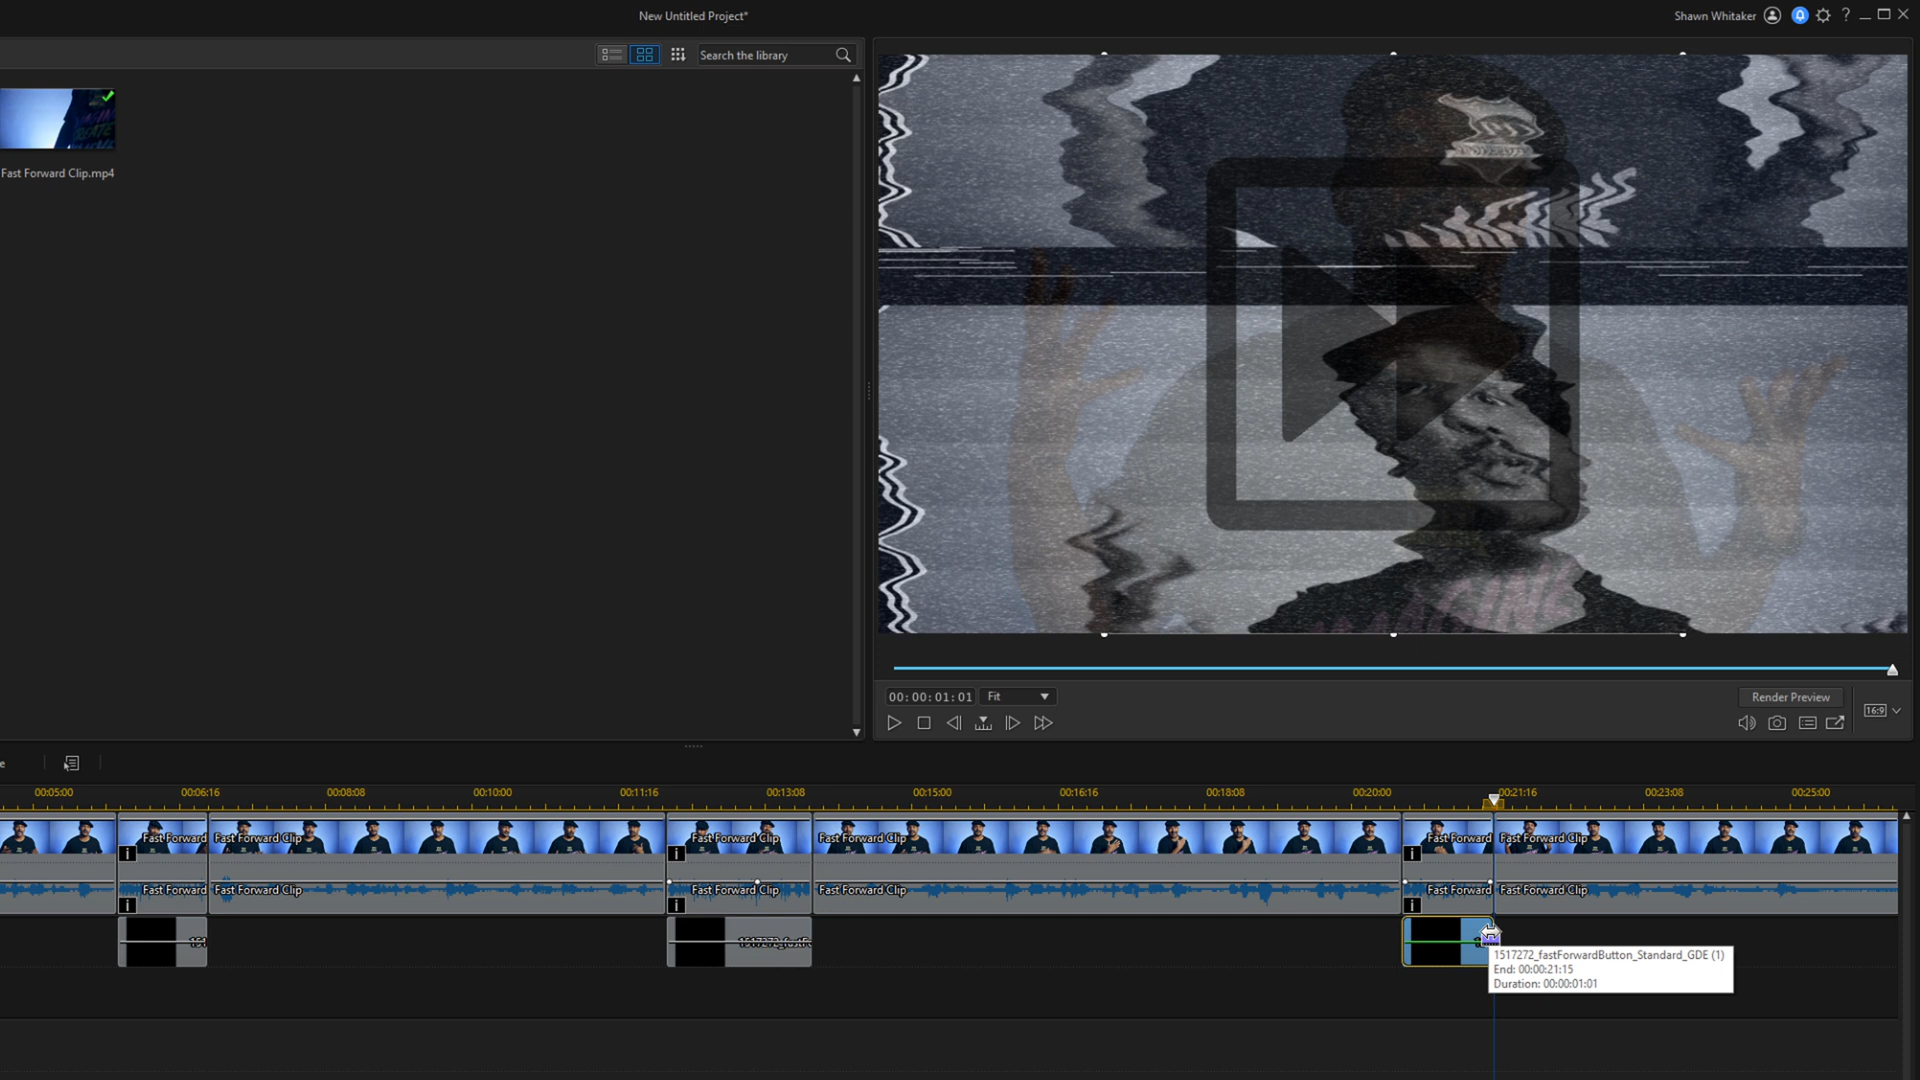 New Untitled Project*
Shawn Whitaker
?
Search the library
Fast Forward Clip.mp4
00:00:01:01
Fit
Render Preview
16:9
e
00:05:00
00:06:16
00:08:08
00:10:00
00:11:16
00:13:08
00:15:00
00:16:16
00:18:08
00:20:00
00:21:16
00:23:08
00:25:00
i
Fast Forward
Fast Forward Clip
i
Fast Forward Clip
Fast Forward Clip
i
Fast Forward
Fast Forward Clip
i
Fast Forward
Fast Forward Clip
i
Fast Forward Clip
Fast Forward Clip
i
Fast Forward
Fast Forward Clip
151
1517272_fastFo
1517272_fastForwardButton_Standard_GDE (1)
End: 00:00:21:15
Duration: 00:00:01:01